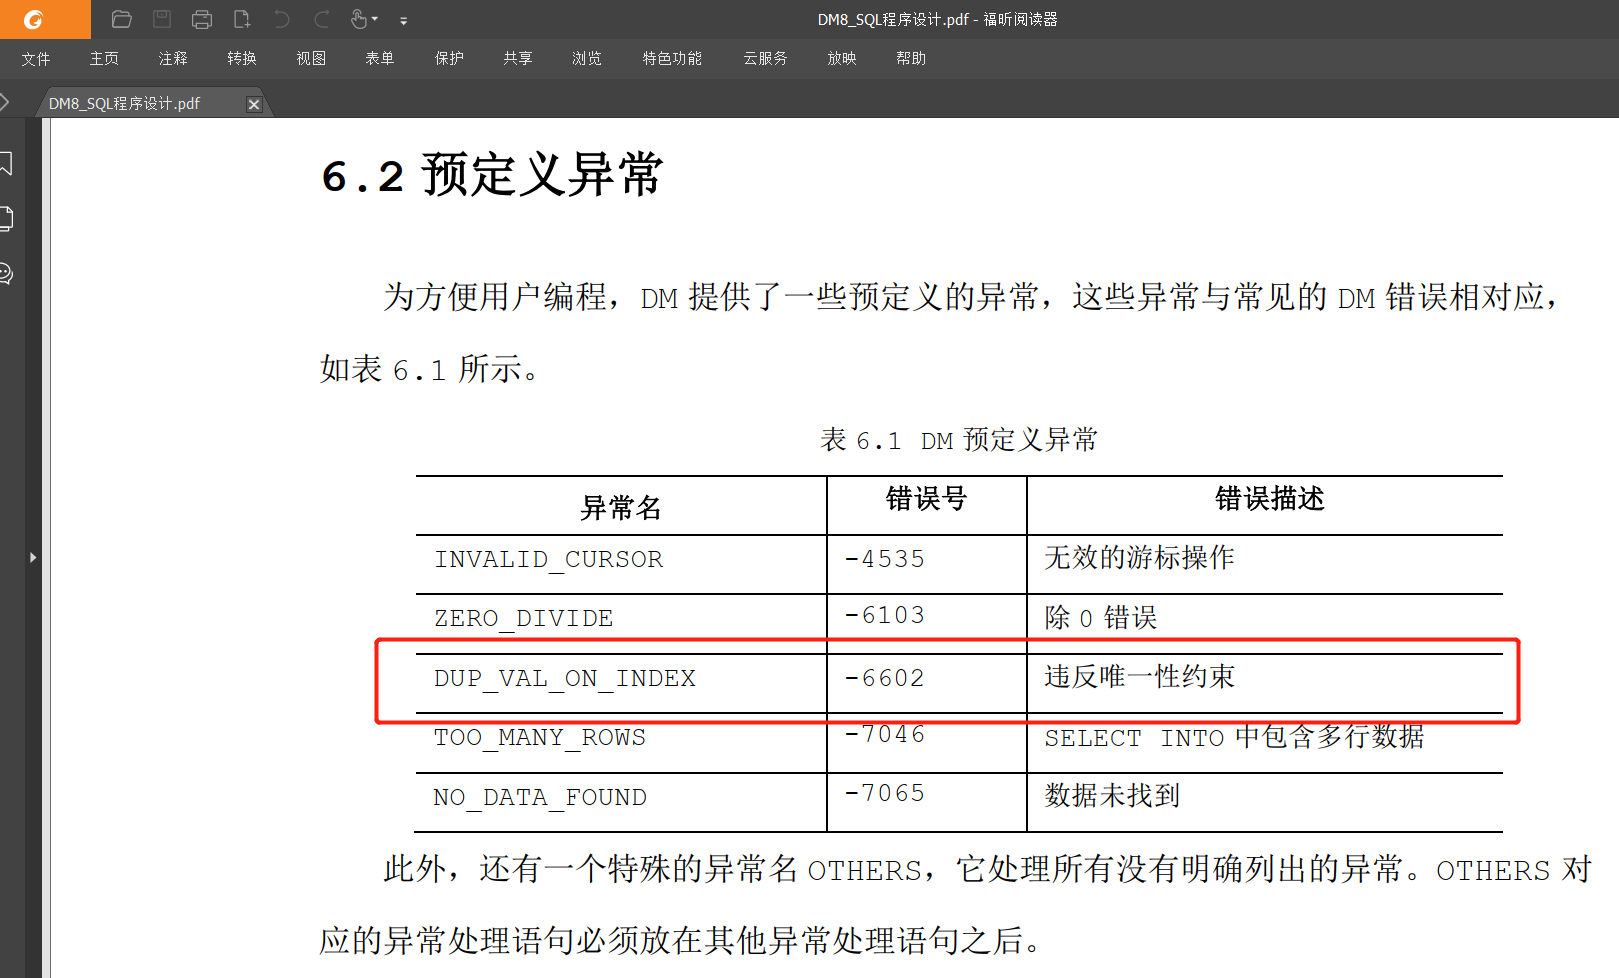 DM8_SQL程序设计.pdf - 福昕阅读器
文件 主页 注释 转换 视图 表单 保护 共享 浏览 特色功能 云服务 放映 帮助
DM8_SQL程序设计.pdf
6.2 预定义异常
为方便用户编程，DM 提供了一些预定义的异常，这些异常与常见的 DM 错误相对应，
如表 6.1 所示。
表 6.1 DM 预定义异常
异常名 错误号 错误描述
INVALID_CURSOR -4535 无效的游标操作
ZERO_DIVIDE -6103 除 0 错误
DUP_VAL_ON_INDEX -6602 违反唯一性约束
TOO_MANY_ROWS -7046 SELECT INTO 中包含多行数据
NO_DATA_FOUND -7065 数据未找到
此外，还有一个特殊的异常名 OTHERS，它处理所有没有明确列出的异常。OTHERS 对
应的异常处理语句必须放在其他异常处理语句之后。